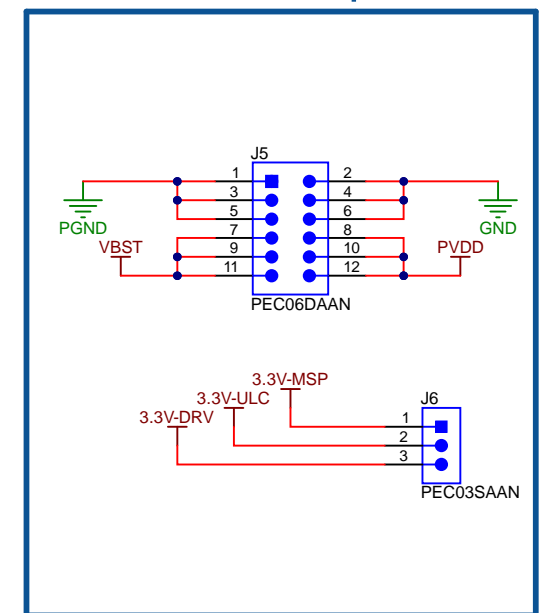 J5
1 2
3 4
5 6
PGND GND
7 8
VBST PVDD
9 10
11 12
PEC06DAAN
3.3V-MSP
3.3V-ULC J6
3.3V-DRV
1
2
3
PEC03SAAN